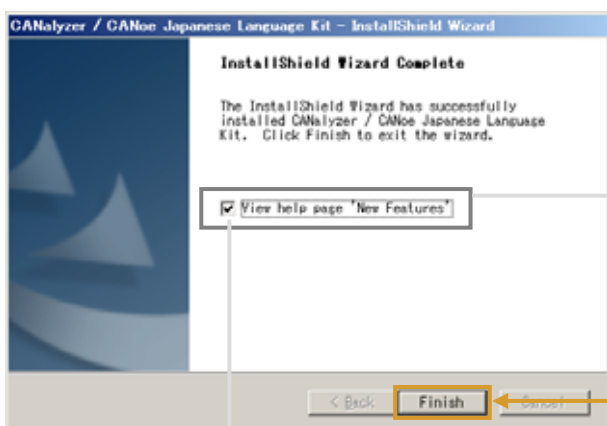 CANalyzer / CANoe Japanese Language Kit - InstallShield Wizard
InstallShield Wizard Complete
The InstallShield Wizard has successfully
installed CANalyzer / CANoe Japanese Language
Kit. Click Finish to exit the wizard.
View help page 'New Features'
< Back Finish Cancel